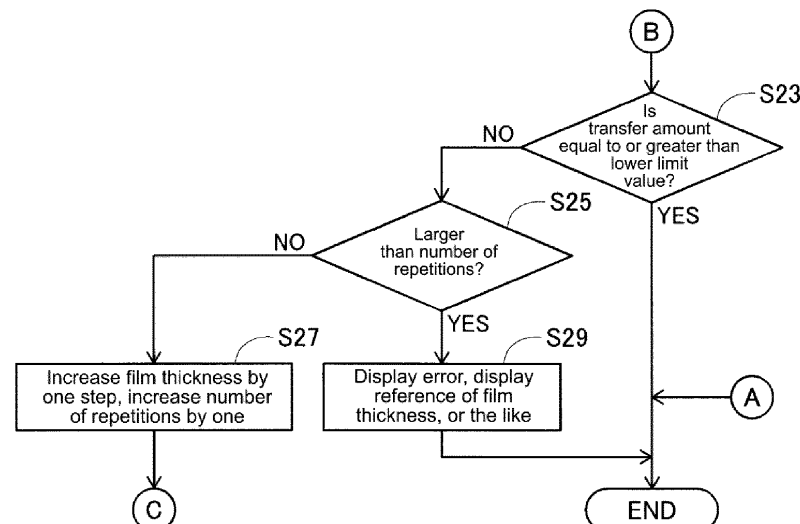 B
S23
Is
transfer amount
equal to or greater than
lower limit
value?
NO
YES
S25
Larger
than number of
repetitions?
NO
YES
S27
Increase film thickness by
one step, increase number
of repetitions by one
S29
Display error, display
reference of film
thickness, or the like
A
C
END